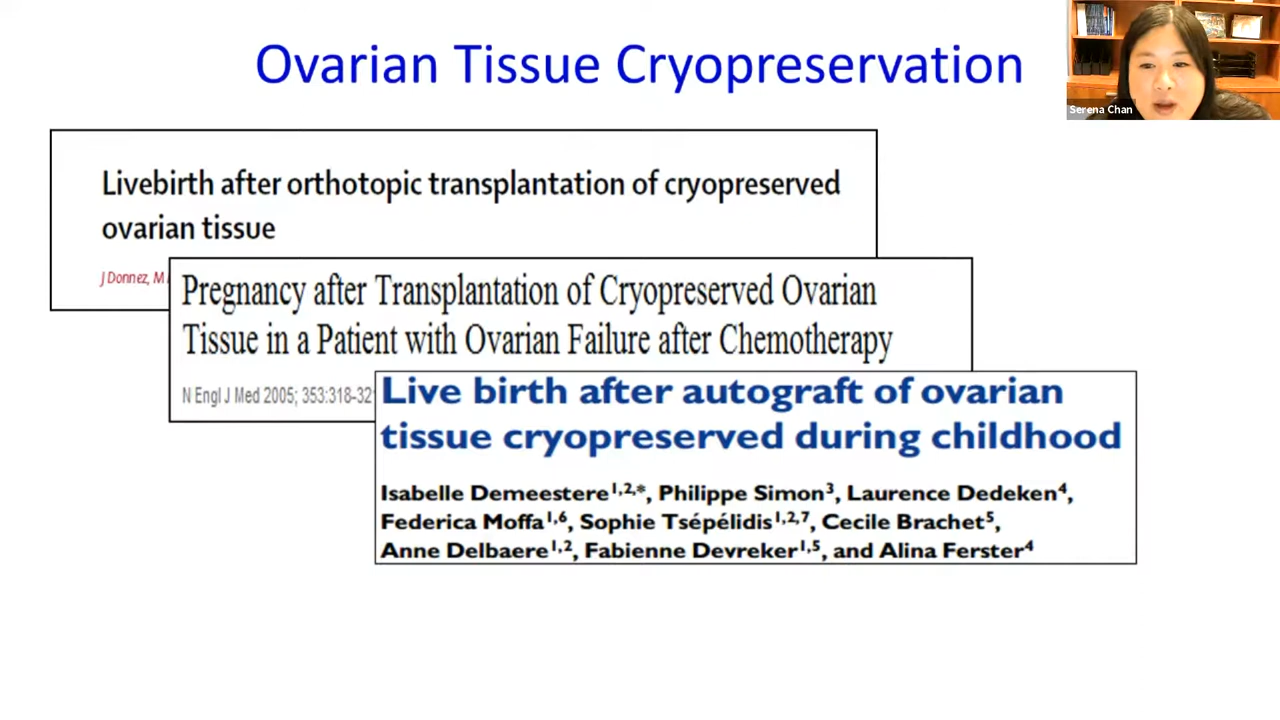 Ovarian Tissue Cryopreservation
Serena Chan
Livebirth after orthotopic transplantation of cryopreserved
ovarian tissue
J Donnez, M
Pregnancy after Transplantation of Cryopreserved Ovarian
Tissue in a Patient with Ovarian Failure after Chemotherapy
N Engl J Med 2005; 353:318-32
Live birth after autograft of ovarian
tissue cryopreserved during childhood
Isabelle Demeestere1,2,*, Philippe Simon3, Laurence Dedeken4,
Federica Moffa1,6, Sophie Tsépélidis1,2,7, Cecile Brachet5,
Anne Delbaere1,2, Fabienne Devreker1,5, and Alina Ferster4